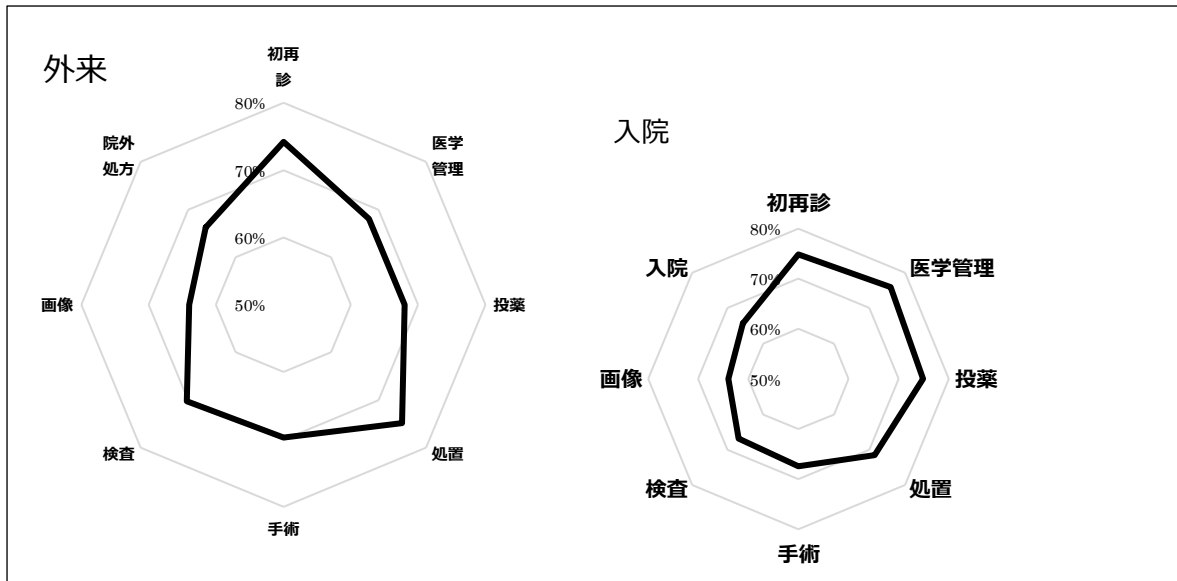 外来
初再
診
80%
院外
処方
医学
管理
70%
60%
画像
50%
投薬
検査
処置
手術
入院
初再診
80%
入院
医学管理
70%
60%
画像
50%
投薬
検査
処置
手術